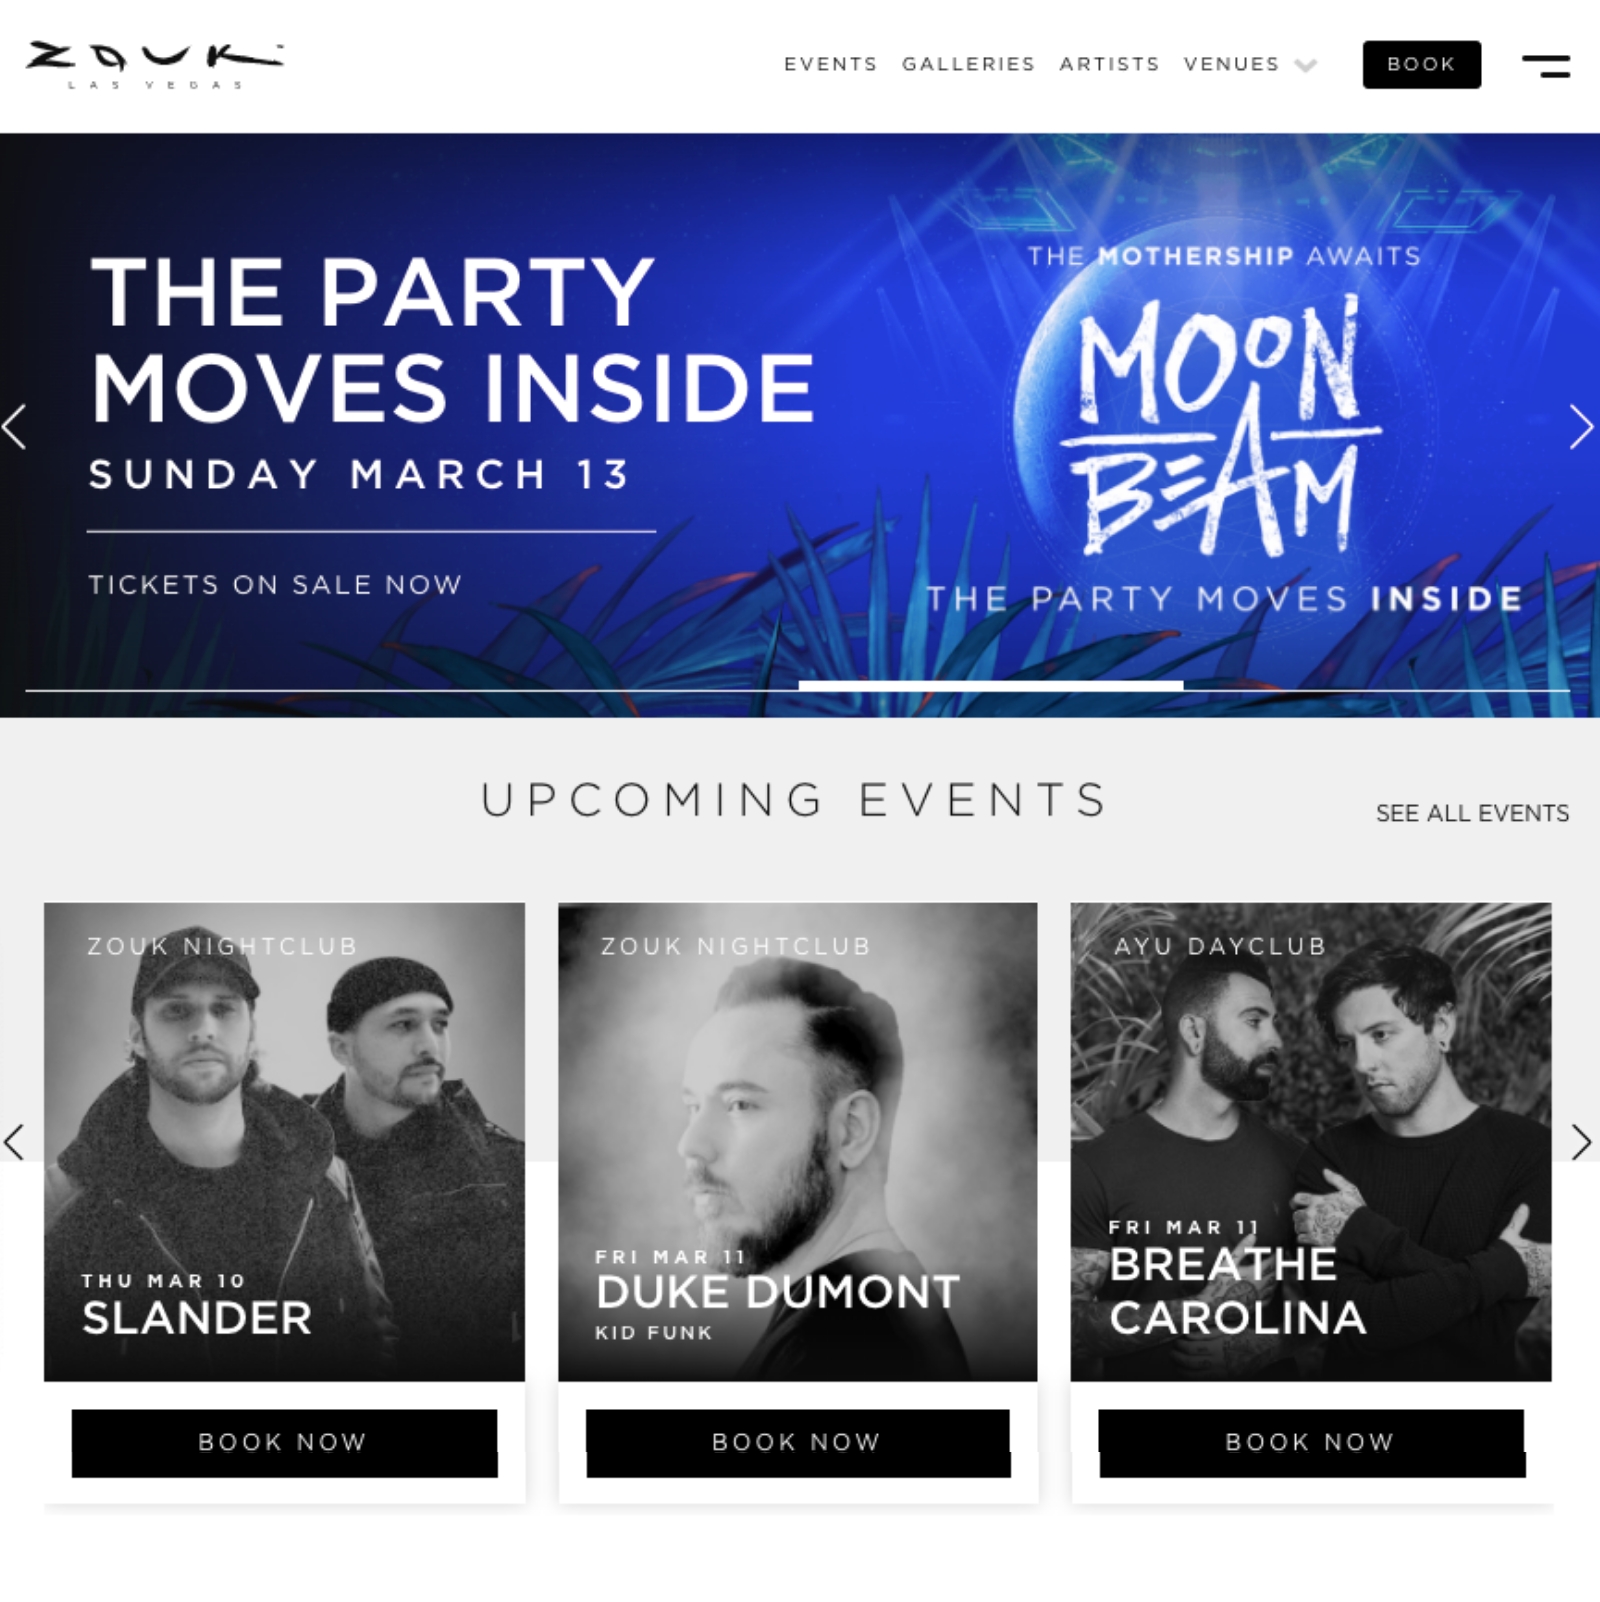 ZOUK
LAS VEGAS
EVENTS GALLERIES ARTISTS VENUES BOOK
THE PARTY
MOVES INSIDE
SUNDAY MARCH 13
TICKETS ON SALE NOW
THE MOTHERSHIP AWAITS
MOON
BEAM
THE PARTY MOVES INSIDE
UPCOMING EVENTS
SEE ALL EVENTS
ZOUK NIGHTCLUB
THU MAR 10
SLANDER
BOOK NOW
ZOUK NIGHTCLUB
FRI MAR 11
DUKE DUMONT
KID FUNK
BOOK NOW
AYU DAYCLUB
FRI MAR 11
BREATHE
CAROLINA
BOOK NOW